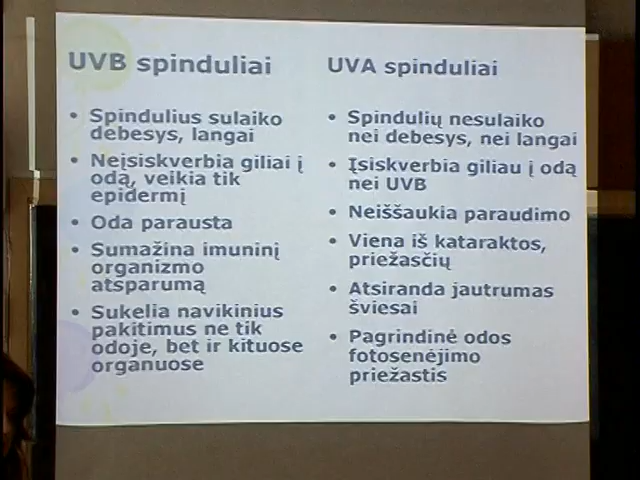 UVB spinduliai
• Spindulius sulaiko
debesys, langai
• Neįsiskverbia giliai į
odą, veikia tik
epidermį
• Oda parausta
• Sumažina imuninį
organizmo
atsparumą
• Sukelia navikinius
pakitimus ne tik
odoje, bet ir kituose
organuose
UVA spinduliai
• Spindulių nesulaiko
nei debesys, nei langai
• Įsiskverbia giliau į odą
nei UVB
• Neiššaukia paraudimo
• Viena iš kataraktos,
priežasčių
• Atsiranda jautrumas
šviesai
• Pagrindinė odos
fotosenėjimo
priežastis